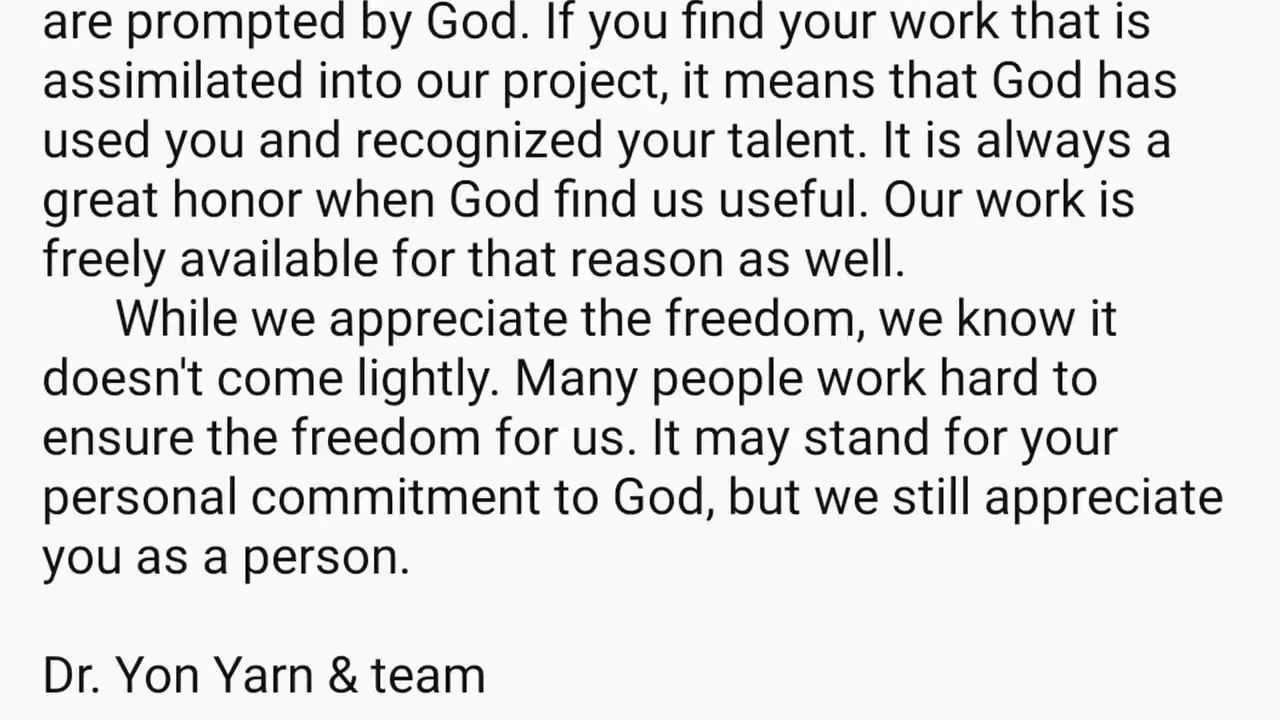 are prompted by God. If you find your work that is
assimilated into our project, it means that God has
used you and recognized your talent. It is always a
great honor when God find us useful. Our work is
freely available for that reason as well.
While we appreciate the freedom, we know it
doesn't come lightly. Many people work hard to
ensure the freedom for us. It may stand for your
personal commitment to God, but we still appreciate
you as a person.
Dr. Yon Yarn & team